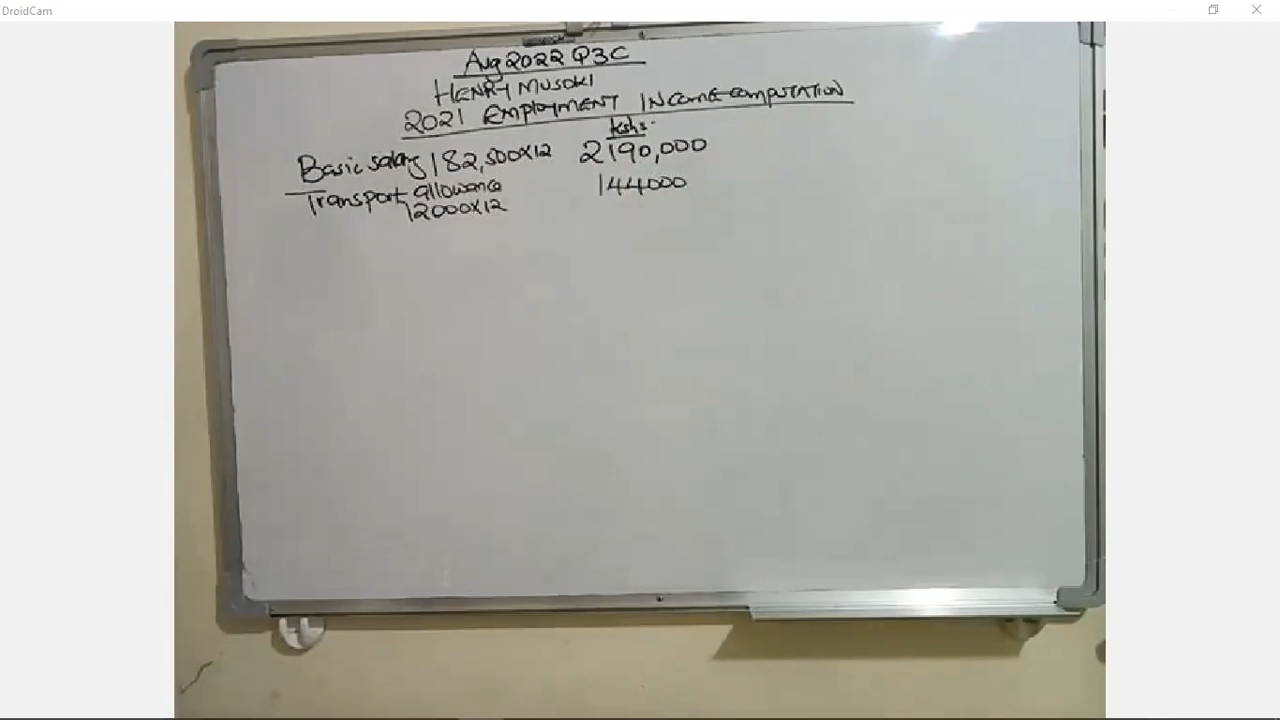 DroidCam
Aug 2022 Q3C
HENRY MUSOKI
2021 EMPLOYMENT INCOME COMPUTATION
Kshs.
Basic salary 182,500x12 2190,000
Transport allowance 144000
12000x12